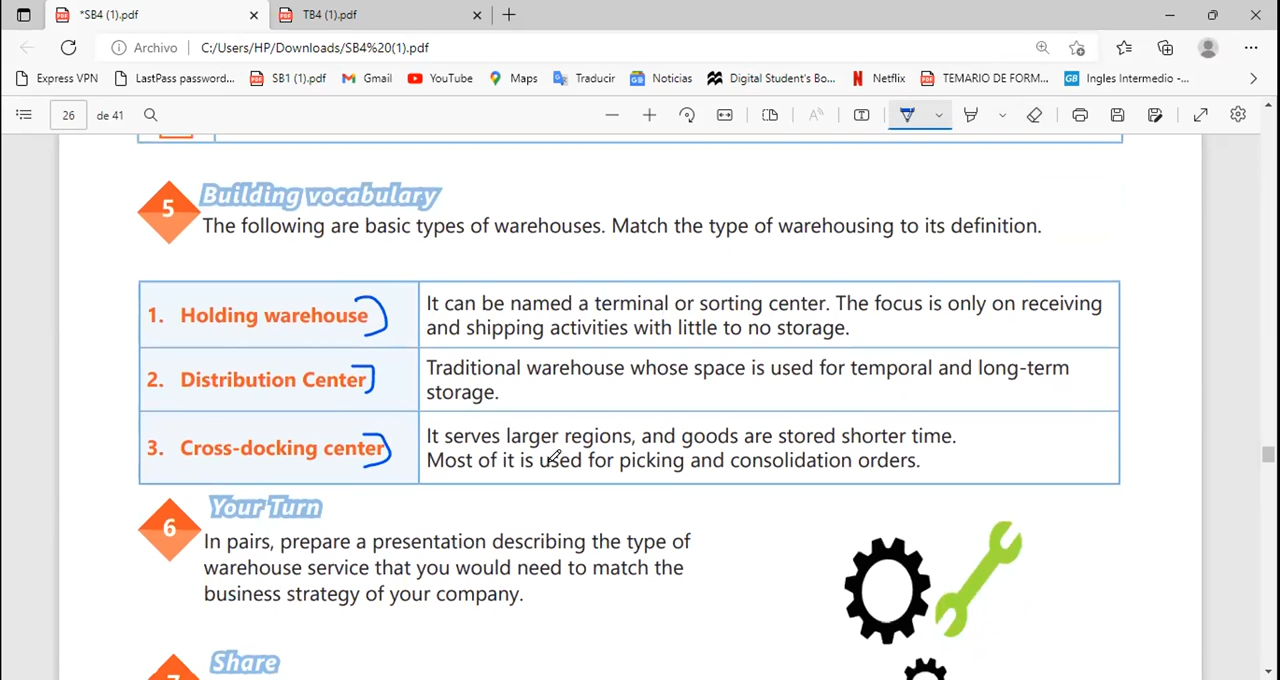 *SB4 (1).pdf
TB4 (1).pdf
Archivo
C:/Users/HP/Downloads/SB4%20(1).pdf
Express VPN
LastPass password...
SB1 (1).pdf
Gmail
YouTube
Maps
Traducir
Noticias
Digital Student's Bo...
Netflix
TEMARIO DE FORM...
Ingles Intermedio -...
26
de 41
5
Building vocabulary
The following are basic types of warehouses. Match the type of warehousing to its definition.
1. Holding warehouse
It can be named a terminal or sorting center. The focus is only on receiving
and shipping activities with little to no storage.
2. Distribution Center
Traditional warehouse whose space is used for temporal and long-term
storage.
3. Cross-docking center
It serves larger regions, and goods are stored shorter time.
Most of it is used for picking and consolidation orders.
6
Your Turn
In pairs, prepare a presentation describing the type of
warehouse service that you would need to match the
business strategy of your company.
Share